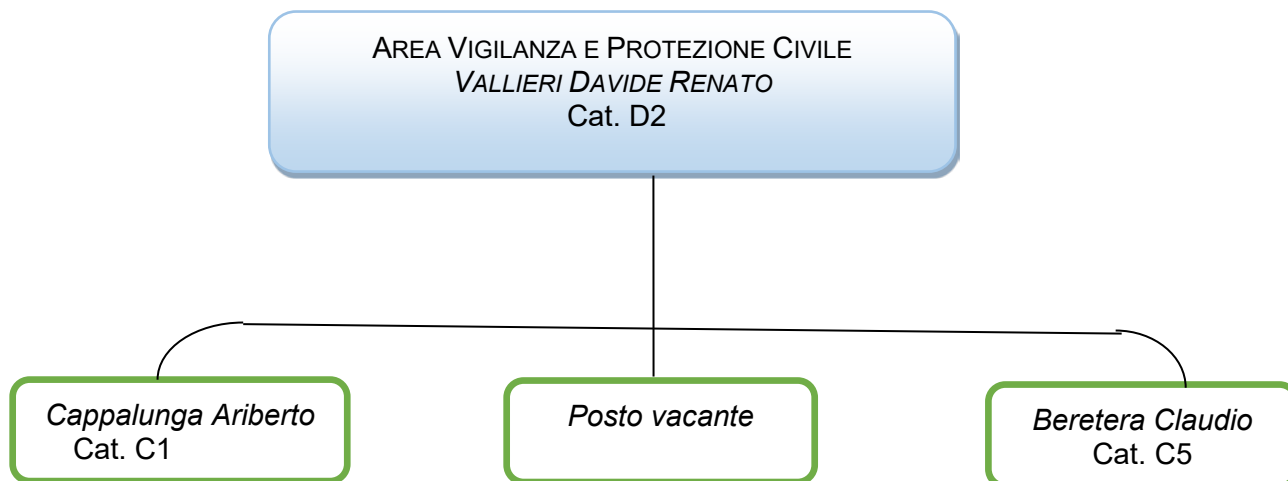 AREA VIGILANZA E PROTEZIONE CIVILE
VALLIERI DAVIDE RENATO
Cat. D2
Cappalunga Ariberto
Cat. C1
Posto vacante
Beretera Claudio
Cat. C5